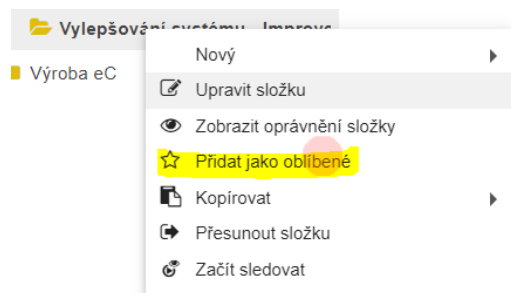 Vylepšování systému - Improve
Nový
Výroba eC
Upravit složku
Zobrazit oprávnění složky
Přidat jako oblíbené
Kopírovat
Přesunout složku
Začít sledovat